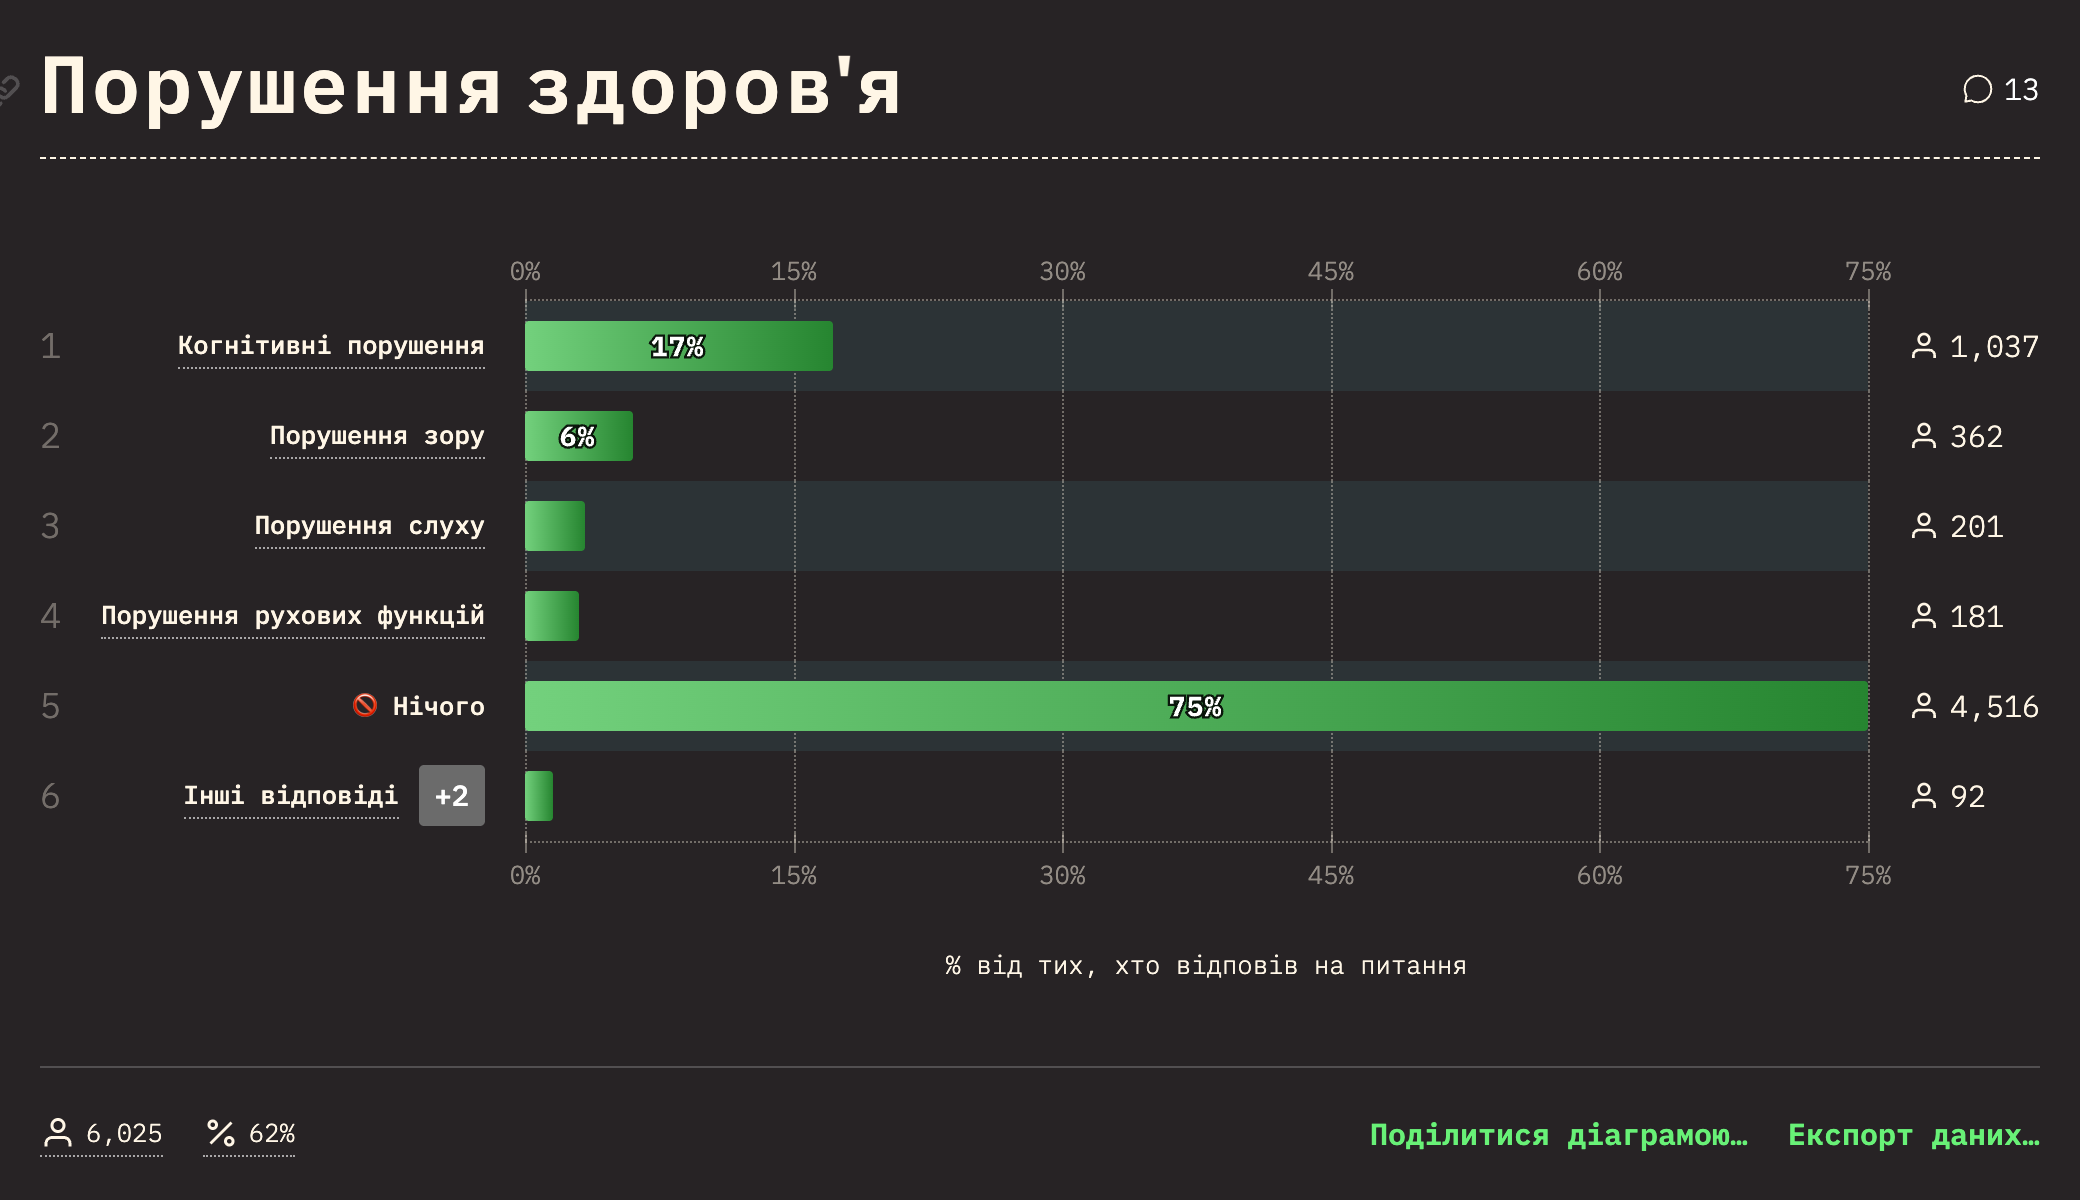 Порушення здоров'я
13
0% 15% 30% 45% 60% 75%
1 Когнітивні порушення 17% 1,037
2 Порушення зору 6% 362
3 Порушення слуху 201
4 Порушення рухових функцій 181
5 Нічого 75% 4,516
6 Інші відповіді +2 92
0% 15% 30% 45% 60% 75%
% від тих, хто відповів на питання
6,025 62% Поділитися діаграмою… Експорт даних…